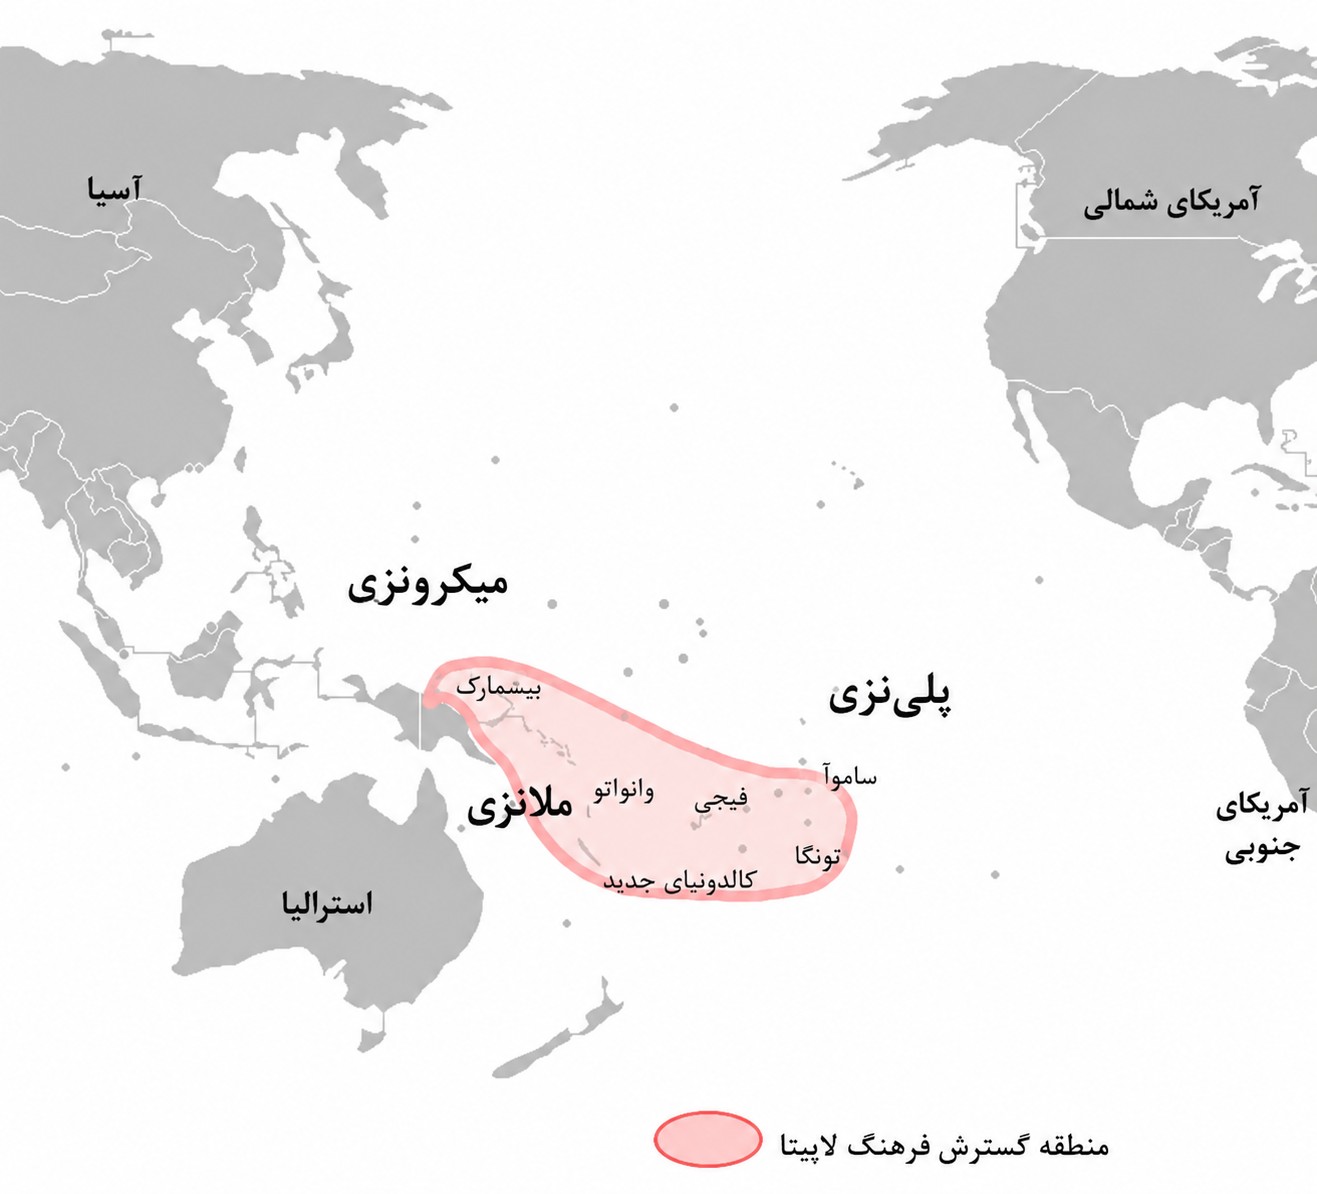 آسیا
آمریکای شمالی
میکرونزی
پلی‌نزی
بیشمارک
ساموآ
وانواتو
فیجی
ملانزی
آمریکای
جنوبی
تونگا
کالدونیای جدید
استرالیا
منطقه گسترش فرهنگ لاپیتا